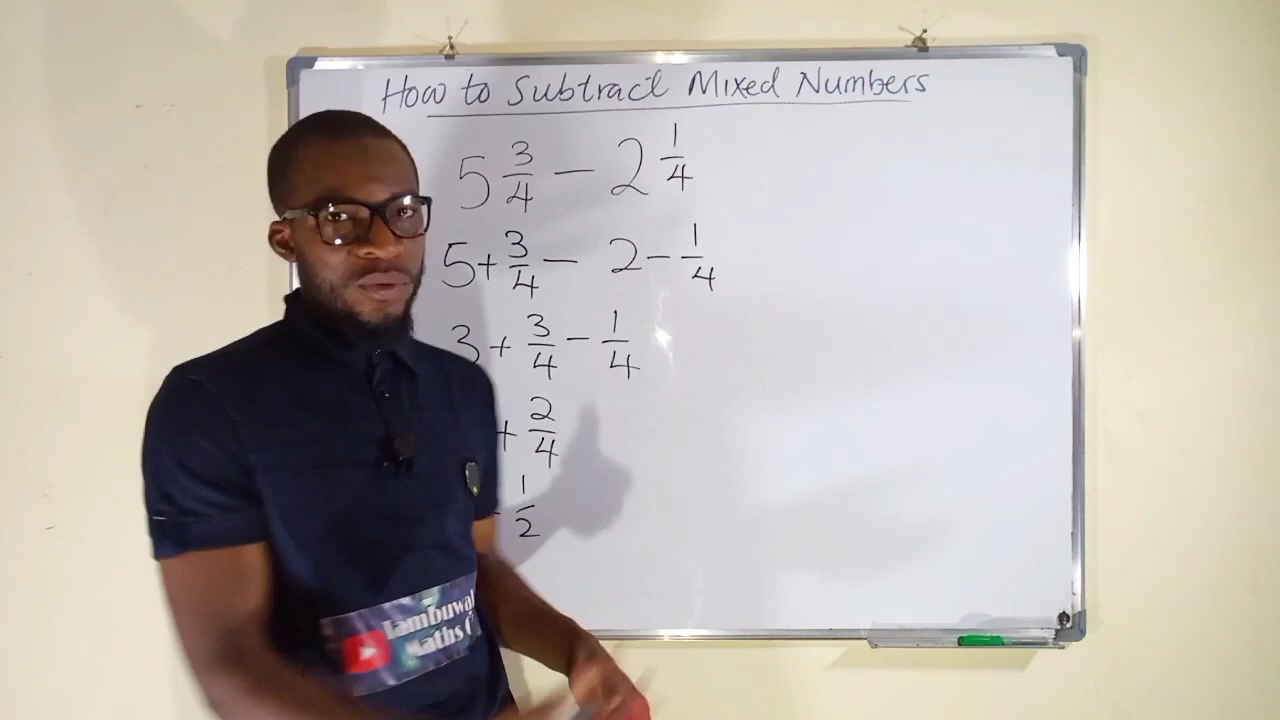 How to Subtract Mixed Numbers
5 3/4 - 2 1/4
5 + 3/4 - 2 - 1/4
3 + 3/4 - 1/4
+ 2/4
1/2
Tambuwal
Maths